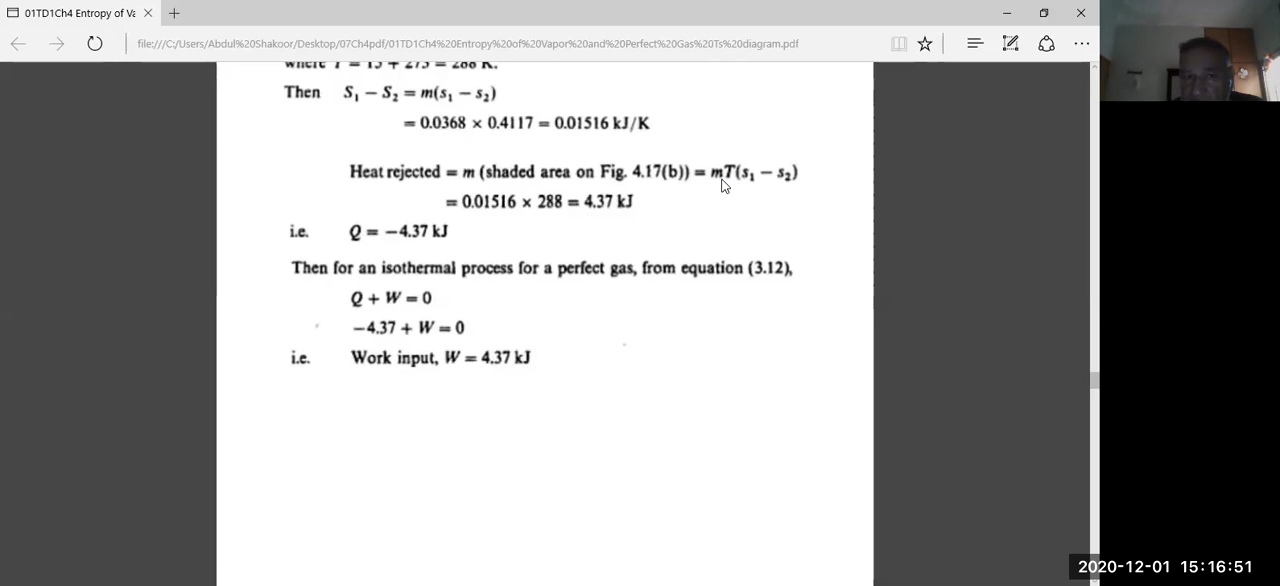 01TD1Ch4 Entropy of Va
file:///C:/Users/Abdul%20Shakoor/Desktop/07Ch4pdf/01TD1Ch4%20Entropy%20of%20Vapor%20and%20Perfect%20Gas%20Ts%20diagram.pdf
where T = 15 + 273 = 288 K.
Then S₁ − S₂ = m(s₁ − s₂)
= 0.0368 × 0.4117 = 0.01516 kJ/K
Heat rejected = m (shaded area on Fig. 4.17(b)) = mT(s₁ − s₂)
= 0.01516 × 288 = 4.37 kJ
i.e. Q = −4.37 kJ
Then for an isothermal process for a perfect gas, from equation (3.12),
Q + W = 0
−4.37 + W = 0
i.e. Work input, W = 4.37 kJ
2020-12-01 15:16:51